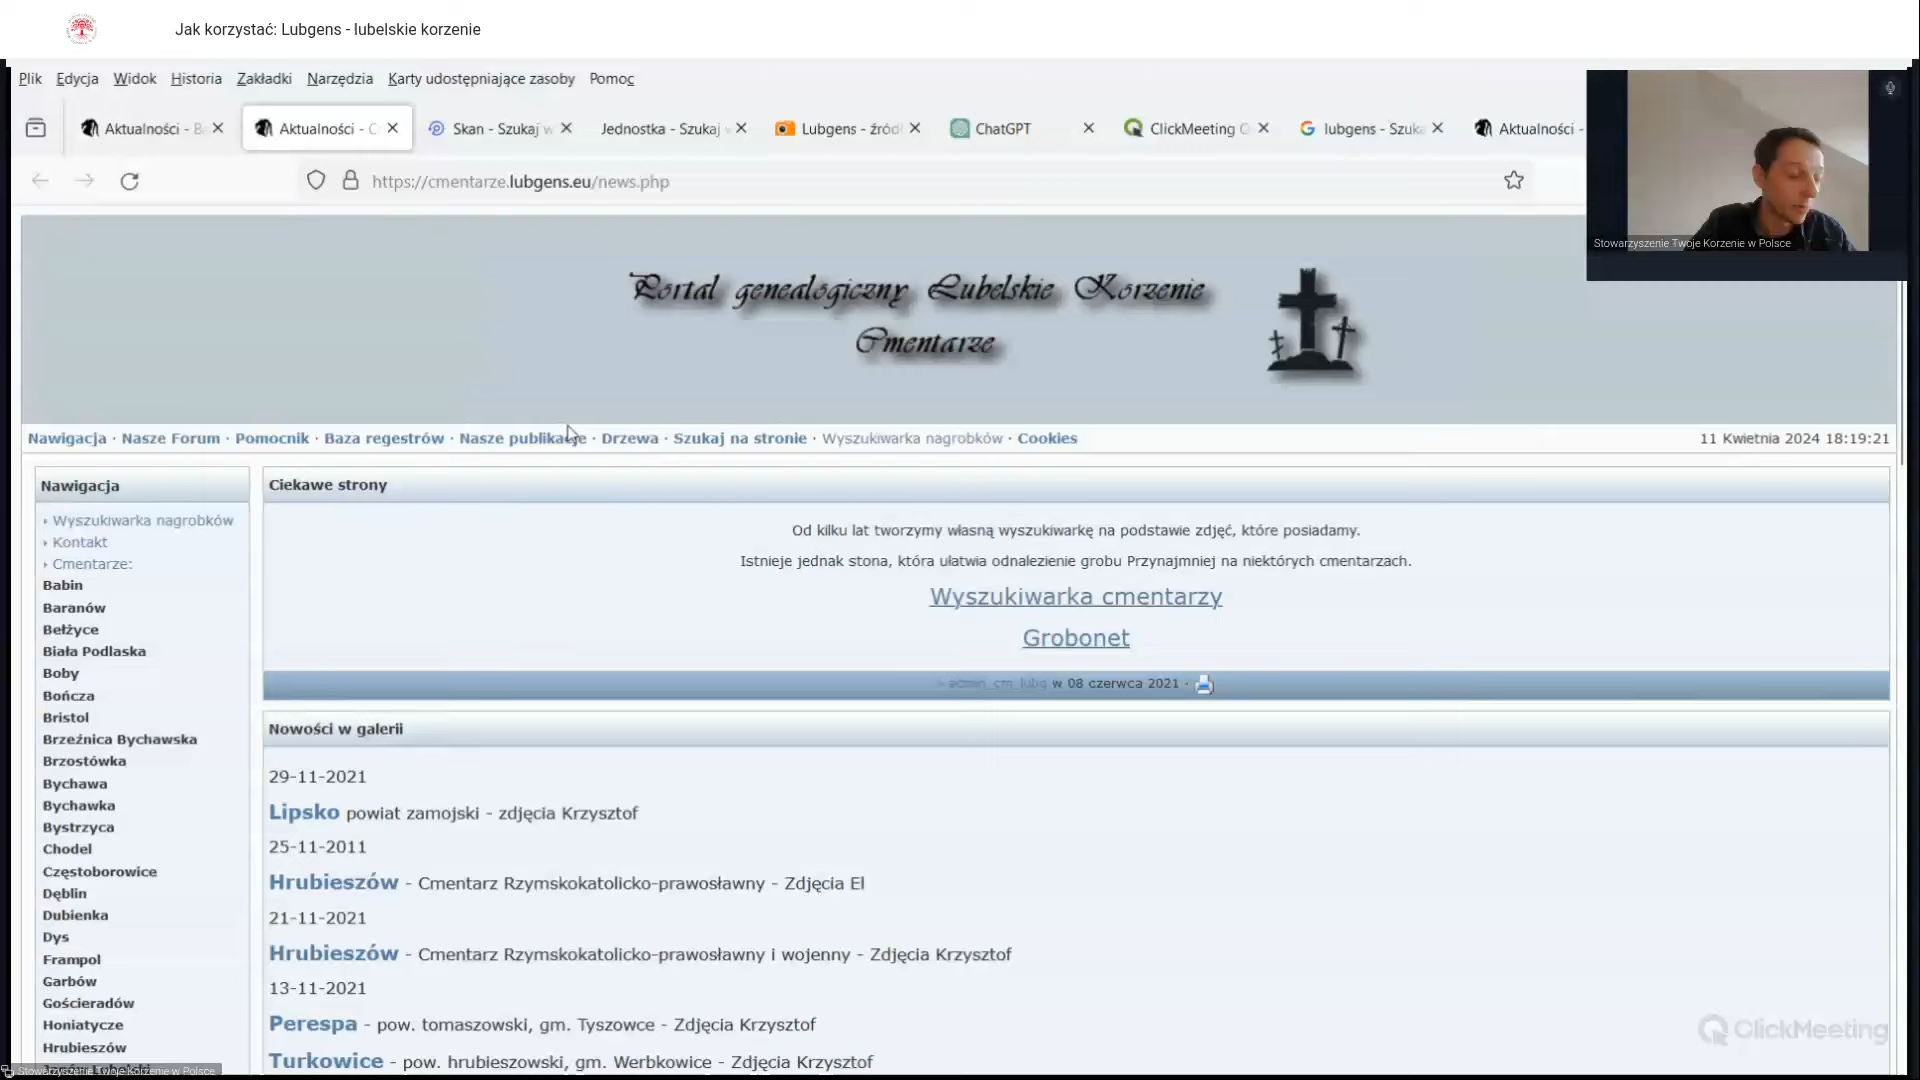 Jak korzystać: Lubgens - lubelskie korzenie
Plik Edycja Widok Historia Zakładki Narzędzia Karty udostępniające zasoby Pomoc
Aktualności - B Aktualności - C Skan - Szukaj w Jednostka - Szukaj Lubgens - źród ChatGPT ClickMeeting lubgens - Szuka Aktualności -
https://cmentarze.lubgens.eu/news.php
Stowarzyszenie Twoje Korzenie w Polsce
Portal genealogiczny Lubelskie Korzenie
Cmentarze
Nawigacja · Nasze Forum · Pomocnik · Baza regestrów · Nasze publikacje · Drzewa · Szukaj na stronie · Wyszukiwarka nagrobków · Cookies
11 Kwietnia 2024 18:19:21
Nawigacja
Wyszukiwarka nagrobków
Kontakt
Cmentarze:
Babin
Baranów
Bełżyce
Biała Podlaska
Boby
Bończa
Bristol
Brzeźnica Bychawska
Brzostówka
Bychawa
Bychawka
Bystrzyca
Chodel
Częstoborowice
Dęblin
Dubienka
Dys
Frampol
Garbów
Gościeradów
Honiatycze
Hrubieszów
Ciekawe strony
Od kilku lat tworzymy własną wyszukiwarkę na podstawie zdjęć, które posiadamy.
Istnieje jednak stona, która ułatwia odnalezienie grobu Przynajmniej na niektórych cmentarzach.
Wyszukiwarka cmentarzy
Grobonet
admin_cm_lubg w 08 czerwca 2021 ·
Nowości w galerii
29-11-2021
Lipsko powiat zamojski - zdjęcia Krzysztof
25-11-2011
Hrubieszów - Cmentarz Rzymskokatolicko-prawosławny - Zdjęcia El
21-11-2021
Hrubieszów - Cmentarz Rzymskokatolicko-prawosławny i wojenny - Zdjęcia Krzysztof
13-11-2021
Perespa - pow. tomaszowski, gm. Tyszowce - Zdjęcia Krzysztof
Turkowice - pow. hrubieszowski, gm. Werbkowice - Zdjęcia Krzysztof
ClickMeeting
Stowarzyszenie Twoje Korzenie w Polsce